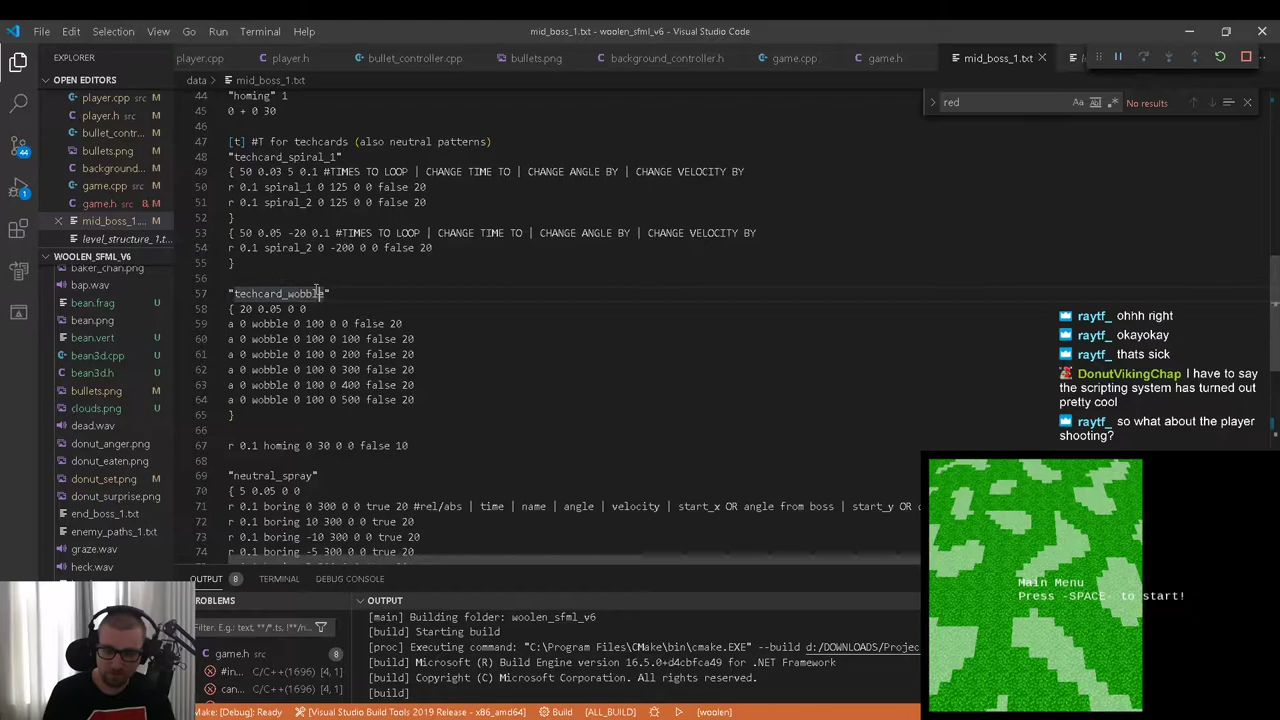 File Edit Selection View Go Run Terminal Help
mid_boss_1.txt - woolen_sfml_v6 - Visual Studio Code
EXPLORER
player.cpp
player.h
bullet_controller.cpp
bullets.png
background_controller.h
game.cpp
game.h
mid_boss_1.txt
data > mid_boss_1.txt
red
Aa
No results
OPEN EDITORS
player.cpp M
player.h M
bullet_contr... M
bullets.png M
background... M
game.cpp src M
game.h src 8, M
mid_boss_1.... M
level_structure_1.t...
WOOLEN_SFML_V6
baker_chan.png
bap.wav
bean.frag U
bean.png
bean.vert U
bean3d.cpp U
bean3d.h U
bullets.png M
clouds.png U
dead.wav
donut_anger.png
donut_eaten.png
donut_set.png M
donut_surprise.png
end_boss_1.txt
enemy_paths_1.txt
graze.wav
heck.wav
44 "homing" 1
45 0 + 0 30
46
47 [t] #T for techcards (also neutral patterns)
48 "techcard_spiral_1"
49 { 50 0.03 5 0.1 #TIMES TO LOOP | CHANGE TIME TO | CHANGE ANGLE BY | CHANGE VELOCITY BY
50 r 0.1 spiral_1 0 125 0 0 false 20
51 r 0.1 spiral_2 0 125 0 0 false 20
52 }
53 { 50 0.05 -20 0.1 #TIMES TO LOOP | CHANGE TIME TO | CHANGE ANGLE BY | CHANGE VELOCITY BY
54 r 0.1 spiral_2 0 -200 0 0 false 20
55 }
56
57 "techcard_wobble"
58 { 20 0.05 0 0
59 a 0 wobble 0 100 0 0 false 20
60 a 0 wobble 0 100 0 100 false 20
61 a 0 wobble 0 100 0 200 false 20
62 a 0 wobble 0 100 0 300 false 20
63 a 0 wobble 0 100 0 400 false 20
64 a 0 wobble 0 100 0 500 false 20
65 }
66
67 r 0.1 homing 0 30 0 0 false 10
68
69 "neutral_spray"
70 { 5 0.05 0 0
71 r 0.1 boring 0 300 0 0 true 20 #rel/abs | time | name | angle | velocity | start_x OR angle from boss | start_y OR
72 r 0.1 boring 10 300 0 0 true 20
73 r 0.1 boring -10 300 0 0 true 20
74 r 0.1 boring -5 300 0 0 true 20
raytf_ ohhh right
raytf_ okayokay
raytf_ thats sick
DonutVikingChap I have to say
the scripting system has turned out
pretty cool
raytf_ so what about the player
shooting?
44
1
Main Menu
Press -SPACE- to start!
OUTPUT 8 TERMINAL DEBUG CONSOLE
ROBLEMS
filter. E.g. text, **/*.ts, !**/n...
game.h src 8
#in... C/C++(1696) [4, 1]
can... C/C++(1696) [4, 1]
OUTPUT
[main] Building folder: woolen_sfml_v6
[build] Starting build
[proc] Executing command: "C:\Program Files\CMake\bin\cmake.EXE" --build d:/DOWNLOADS/Projec
[build] Microsoft (R) Build Engine version 16.5.0+d4cbfca49 for .NET Framework
[build] Copyright (C) Microsoft Corporation. All rights reserved.
[build]
Make: [Debug]: Ready
[Visual Studio Build Tools 2019 Release - x86_amd64]
Build
[ALL_BUILD]
[woolen]